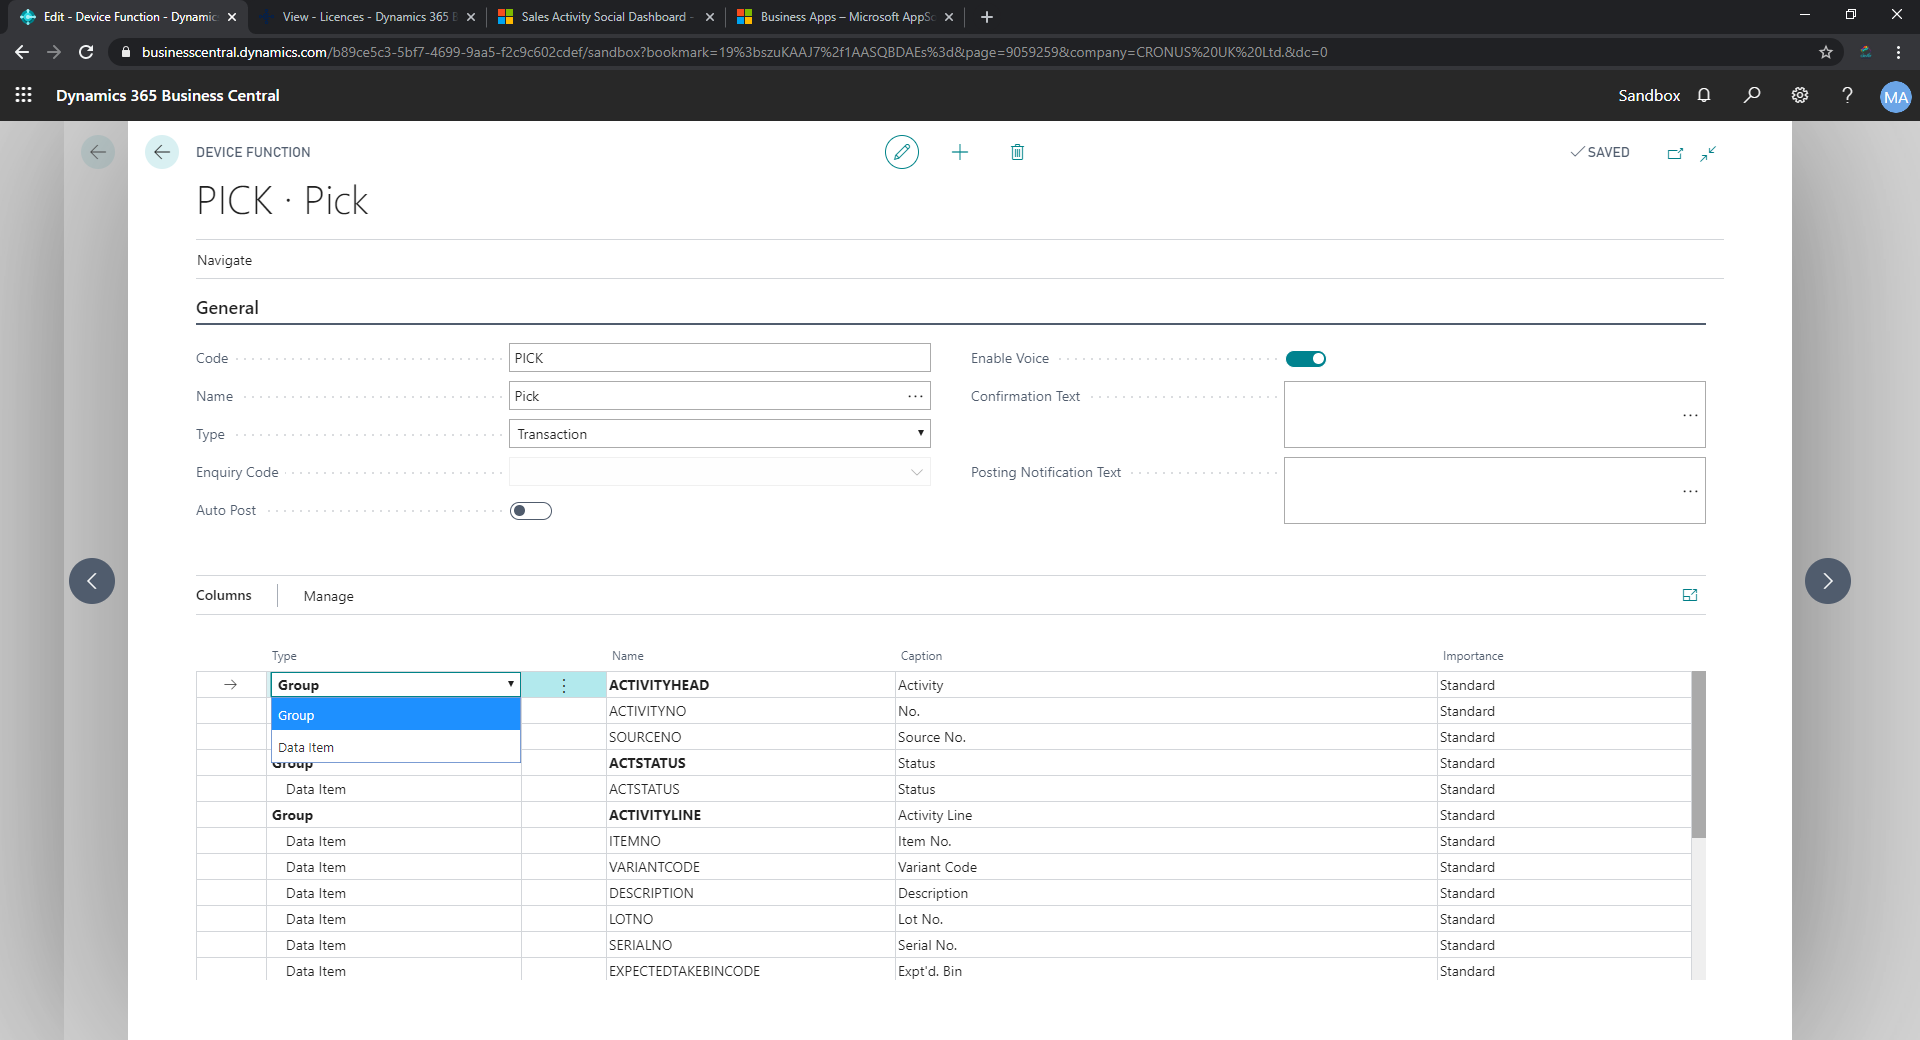 Edit - Device Function - Dynamic
View - Licences - Dynamics 365 B
Sales Activity Social Dashboard -
Business Apps – Microsoft AppSo
businesscentral.dynamics.com/b89ce5c3-5bf7-4699-9aa5-f2c9c602cdef/sandbox?bookmark=19%3bszuKAAJ7%2f1AASQBDAEs%3d&page=9059259&company=CRONUS%20UK%20Ltd.&dc=0
Dynamics 365 Business Central
Sandbox
?
MA
DEVICE FUNCTION
SAVED
PICK · Pick
Navigate
General
Code
PICK
Enable Voice
Name
Pick
...
Confirmation Text
...
Type
Transaction
Enquiry Code
Posting Notification Text
...
Auto Post
Columns
Manage
Type Name Caption Importance
Group ACTIVITYHEAD Activity Standard
Group ACTIVITYNO No. Standard
SOURCENO Source No. Standard
Data Item
Group ACTSTATUS Status Standard
Data Item ACTSTATUS Status Standard
Group ACTIVITYLINE Activity Line Standard
Data Item ITEMNO Item No. Standard
Data Item VARIANTCODE Variant Code Standard
Data Item DESCRIPTION Description Standard
Data Item LOTNO Lot No. Standard
Data Item SERIALNO Serial No. Standard
Data Item EXPECTEDTAKEBINCODE Expt'd. Bin Standard